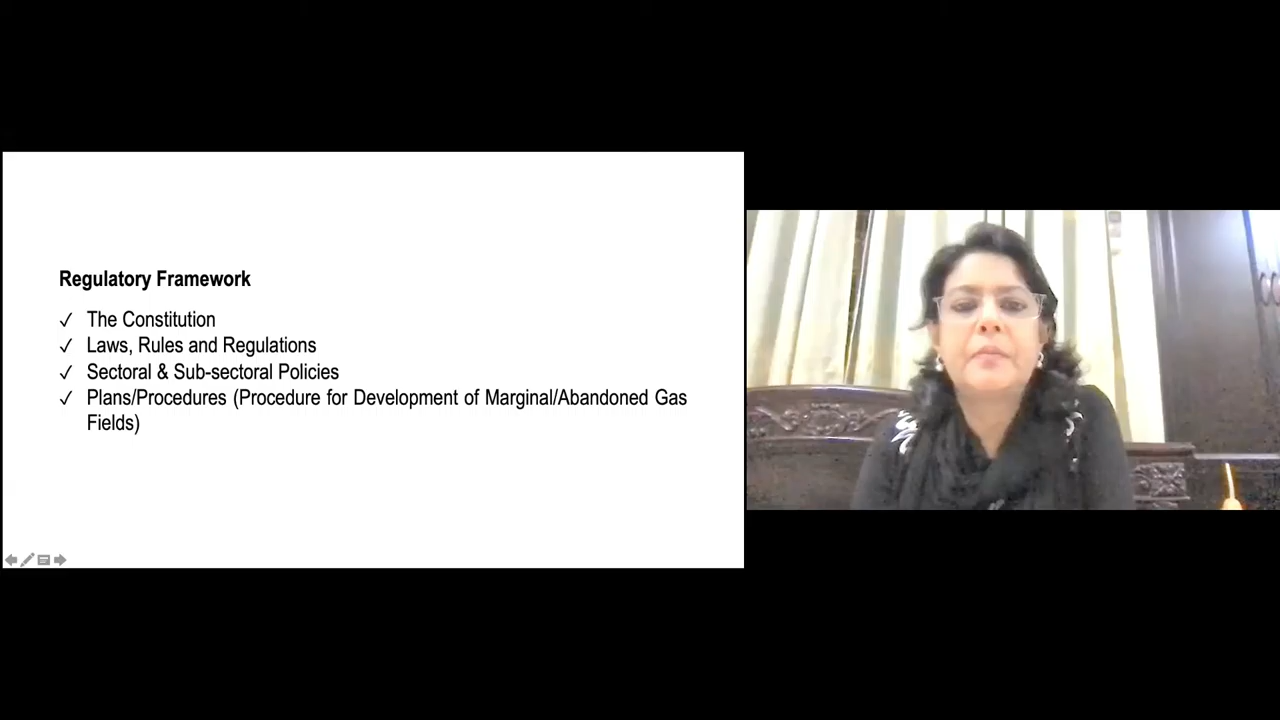 Regulatory Framework
✓ The Constitution
✓ Laws, Rules and Regulations
✓ Sectoral & Sub-sectoral Policies
✓ Plans/Procedures (Procedure for Development of Marginal/Abandoned Gas
Fields)